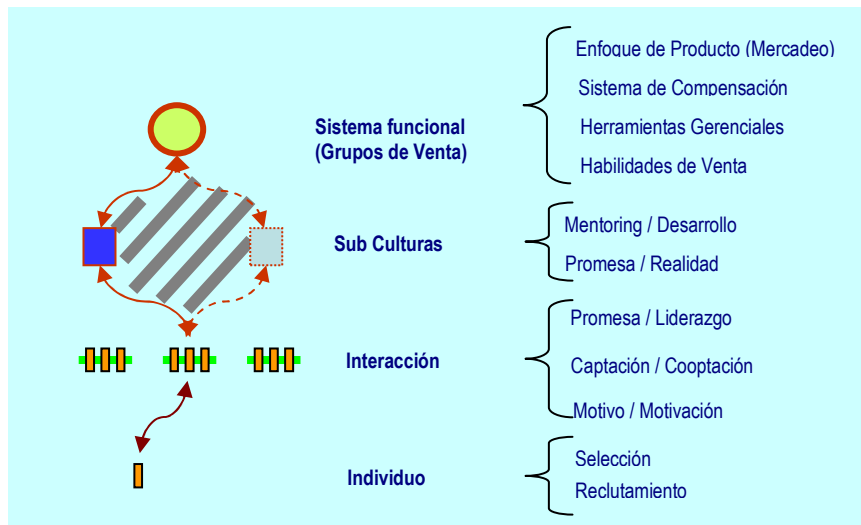 Enfoque de Producto (Mercadeo)
Sistema de Compensación
Sistema funcional
(Grupos de Venta)
Herramientas Gerenciales
Habilidades de Venta
Sub Culturas
Mentoring / Desarrollo
Promesa / Realidad
Interacción
Promesa / Liderazgo
Captación / Cooptación
Motivo / Motivación
Individuo
Selección
Reclutamiento